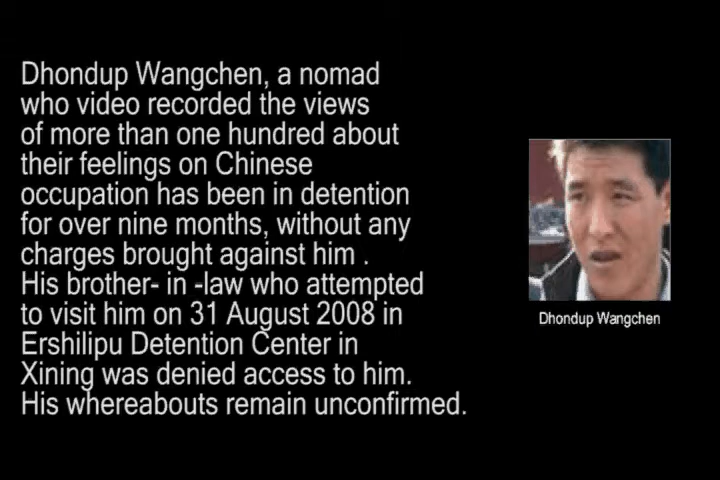 Dhondup Wangchen, a nomad
who video recorded the views
of more than one hundred about
their feelings on Chinese
occupation has been in detention
for over nine months, without any
charges brought against him .
His brother- in -law who attempted
to visit him on 31 August 2008 in
Ershilipu Detention Center in
Xining was denied access to him.
His whereabouts remain unconfirmed.
Dhondup Wangchen